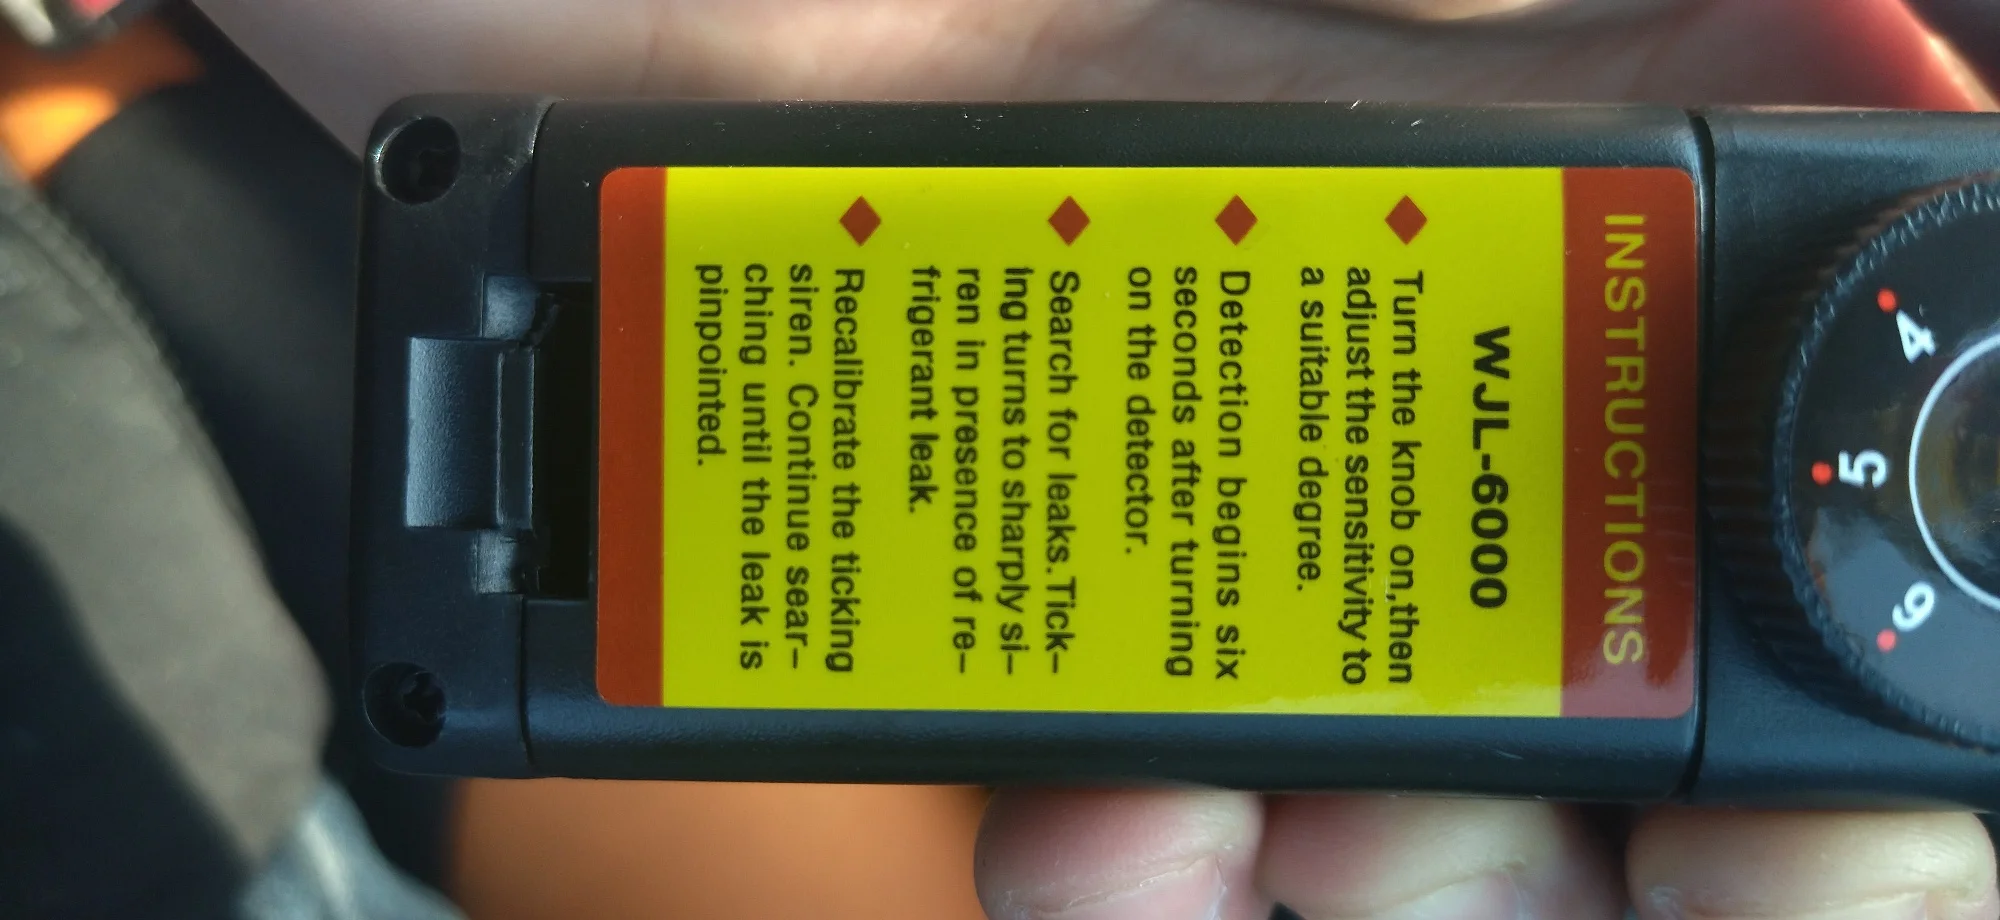 INSTRUCTIONS
WJL-6000
Turn the knob on,then
adjust the sensitivity to
a suitable degree.
Detection begins six
seconds after turning
on the detector.
Search for leaks.Tick-
ing turns to sharply si-
ren in presence of re-
frigerant leak.
Recalibrate the ticking
siren. Continue sear-
ching until the leak is
pinpointed.
4
5
6